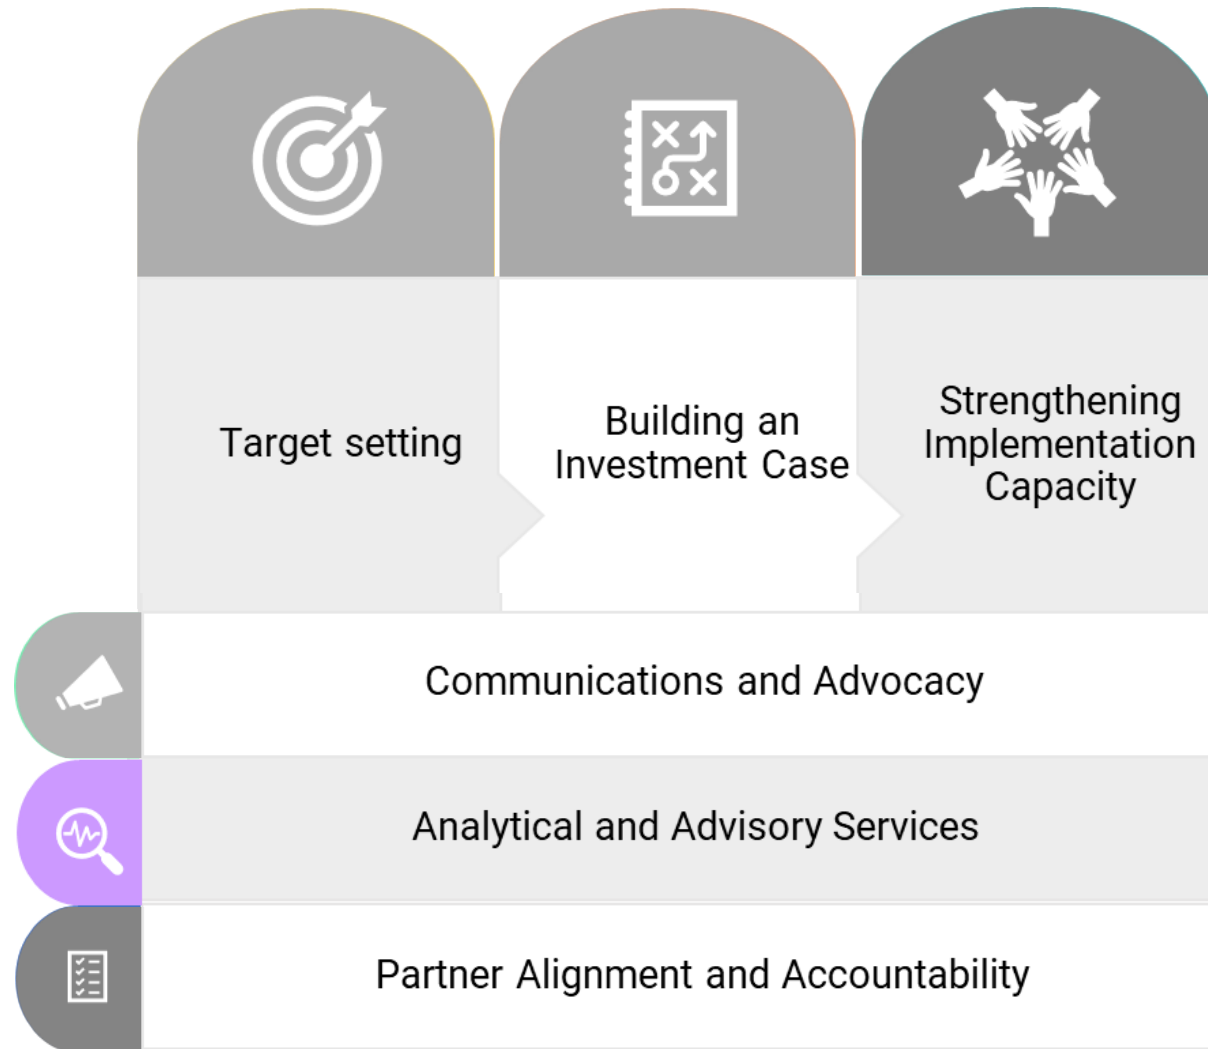 Target setting
Building an
Investment Case
Strengthening
Implementation
Capacity
Communications and Advocacy
Analytical and Advisory Services
Partner Alignment and Accountability